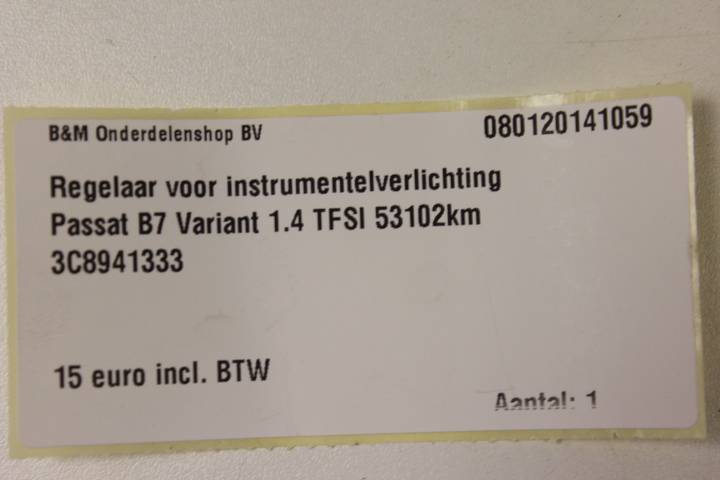 B&M Onderdelenshop BV
080120141059
Regelaar voor instrumentelverlichting
Passat B7 Variant 1.4 TFSI 53102km
3C8941333
15 euro incl. BTW
Aantal: 1